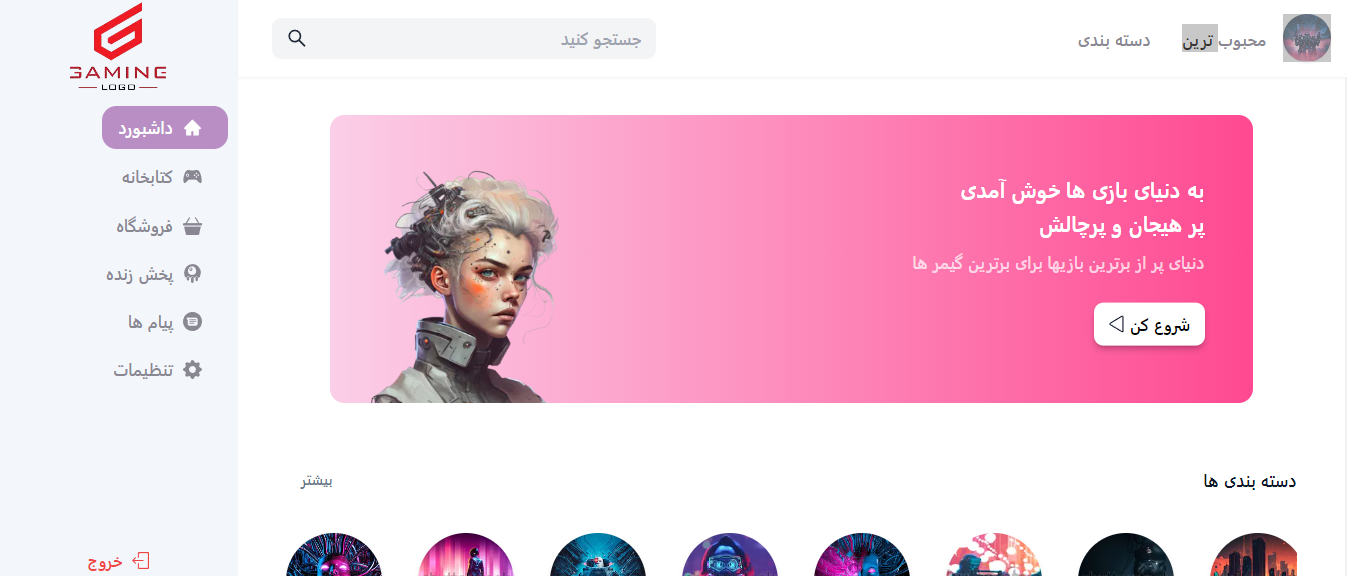 محبوب ترین
دسته بندی
جستجو کنید
GAMING
LOGO
داشبورد
کتابخانه
فروشگاه
پخش زنده
پیام ها
تنظیمات
خروج
به دنیای بازی ها خوش آمدی
پر هیجان و پرچالش
دنیای پر از برترین بازیها برای برترین گیمر ها
شروع کن
دسته بندی ها
بیشتر